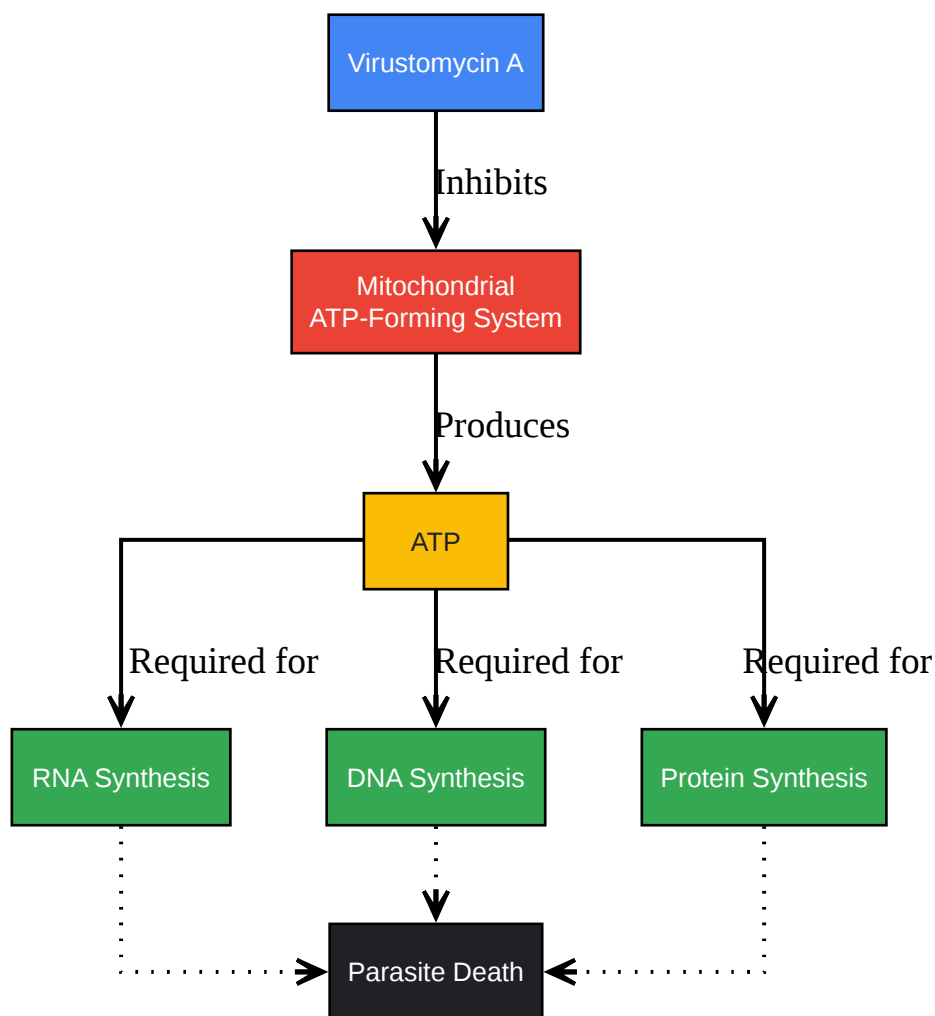 Virustomycin A
Inhibits
Mitochondrial
ATP-Forming System
Produces
ATP
Required for
Required for
Required for
RNA Synthesis
DNA Synthesis
Protein Synthesis
Parasite Death